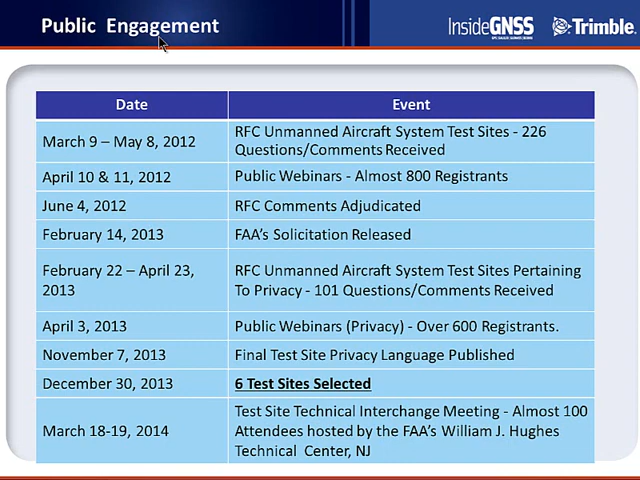 Public Engagement
InsideGNSS
Trimble.
Date Event
March 9 – May 8, 2012
RFC Unmanned Aircraft System Test Sites - 226
Questions/Comments Received
April 10 & 11, 2012
Public Webinars - Almost 800 Registrants
June 4, 2012
RFC Comments Adjudicated
February 14, 2013
FAA's Solicitation Released
February 22 – April 23,
2013
RFC Unmanned Aircraft System Test Sites Pertaining
To Privacy - 101 Questions/Comments Received
April 3, 2013
Public Webinars (Privacy) - Over 600 Registrants.
November 7, 2013
Final Test Site Privacy Language Published
December 30, 2013
6 Test Sites Selected
March 18-19, 2014
Test Site Technical Interchange Meeting - Almost 100
Attendees hosted by the FAA's William J. Hughes
Technical Center, NJ